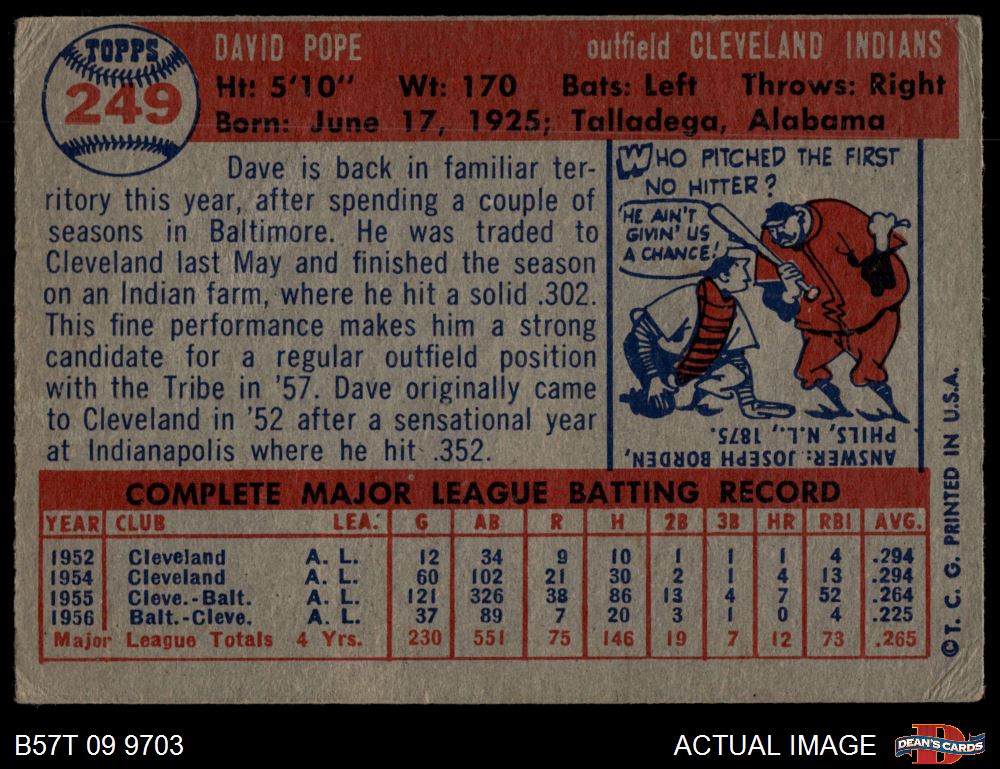 TOPPS
249
DAVID POPE outfield CLEVELAND INDIANS
Ht: 5'10" Wt: 170 Bats: Left Throws: Right
Born: June 17, 1925; Talladega, Alabama
Dave is back in familiar ter-
ritory this year, after spending a couple of
seasons in Baltimore. He was traded to
Cleveland last May and finished the season
on an Indian farm, where he hit a solid .302.
This fine performance makes him a strong
candidate for a regular outfield position
with the Tribe in '57. Dave originally came
to Cleveland in '52 after a sensational year
at Indianapolis where he hit .352.
WHO PITCHED THE FIRST
NO HITTER?
HE AIN'T
GIVIN' US
A CHANCE!
ANSWER: JOSEPH BORDEN,
PHILS, N.L., 1875.
COMPLETE MAJOR LEAGUE BATTING RECORD
YEAR CLUB LEA. G AB R H 2B 3B HR RBI AVG.
1952 Cleveland A. L. 12 34 9 10 1 1 1 4 .294
1954 Cleveland A. L. 60 102 21 30 2 1 4 13 .294
1955 Cleve.-Balt. A. L. 121 326 38 86 13 4 7 52 .264
1956 Balt.-Cleve. A. L. 37 89 7 20 3 1 0 4 .225
Major League Totals 4 Yrs. 230 551 75 146 19 7 12 73 .265
©T. C. G. PRINTED IN U.S.A.
B57T 09 9703
ACTUAL IMAGE
D
DEAN'S CARDS